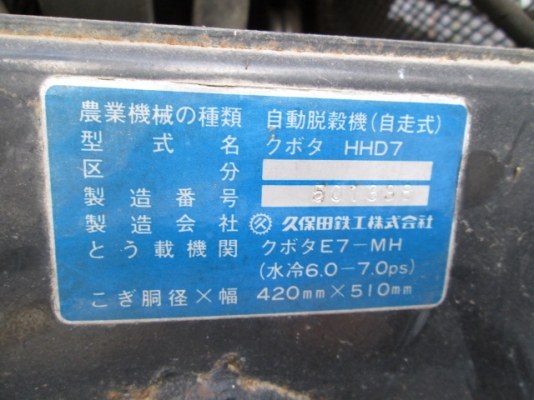 農業機械の種類 自動脱穀機(自走式)
型式名 クボタ HHD7
区分
製造番号
製造会社 久保田鉄工株式会社
とう載機関 クボタE7-MH
(水冷6.0-7.0ps)
こぎ胴径×幅 420mm×510mm